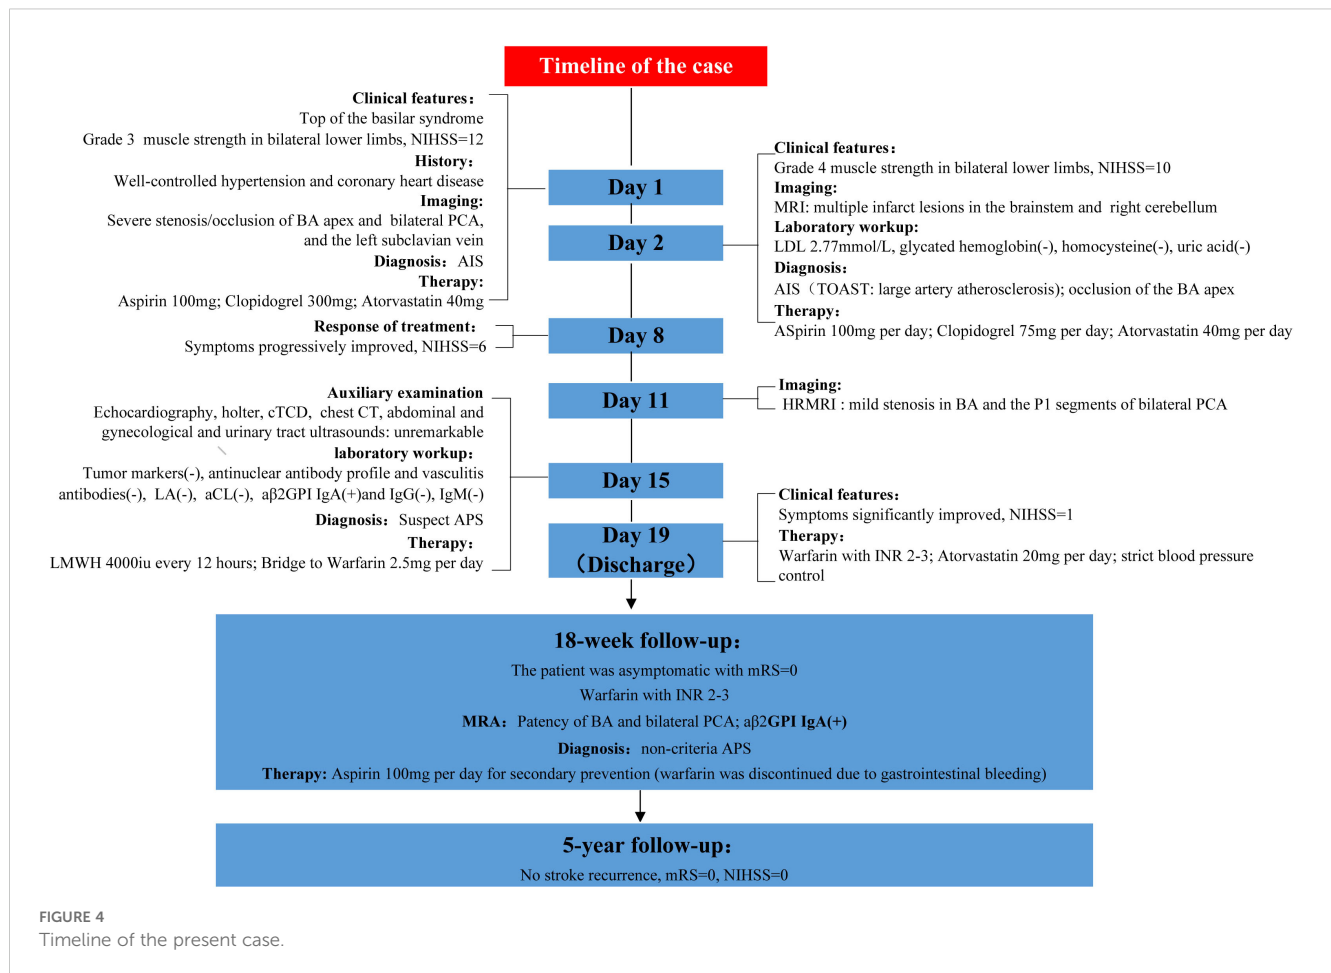 Timeline of the case
Clinical features：
Top of the basilar syndrome
Grade 3 muscle strength in bilateral lower limbs, NIHSS=12
History：
Well-controlled hypertension and coronary heart disease
Imaging:
Severe stenosis/occlusion of BA apex and bilateral PCA,
and the left subclavian vein
Diagnosis：AIS
Therapy:
Aspirin 100mg; Clopidogrel 300mg; Atorvastatin 40mg
Day 1
Clinical features:
Grade 4 muscle strength in bilateral lower limbs, NIHSS=10
Imaging:
MRI: multiple infarct lesions in the brainstem and right cerebellum
Laboratory workup:
LDL 2.77mmol/L, glycated hemoglobin(-), homocysteine(-), uric acid(-)
Diagnosis：
AIS（TOAST: large artery atherosclerosis); occlusion of the BA apex
Therapy：
ASpirin 100mg per day; Clopidogrel 75mg per day; Atorvastatin 40mg per day
Day 2
Response of treatment：
Symptoms progressively improved, NIHSS=6
Day 8
Day 11
Imaging:
HRMRI : mild stenosis in BA and the P1 segments of bilateral PCA
Auxiliary examination
Echocardiography, holter, cTCD, chest CT, abdominal and
gynecological and urinary tract ultrasounds: unremarkable
laboratory workup：
Tumor markers(-), antinuclear antibody profile and vasculitis
antibodies(-), LA(-), aCL(-), aβ2GPI IgA(+)and IgG(-), IgM(-)
Diagnosis：Suspect APS
Therapy：
LMWH 4000iu every 12 hours; Bridge to Warfarin 2.5mg per day
Day 15
Day 19
（Discharge）
Clinical features：
Symptoms significantly improved, NIHSS=1
Therapy：
Warfarin with INR 2-3; Atorvastatin 20mg per day; strict blood pressure
control
18-week follow-up：
The patient was asymptomatic with mRS=0
Warfarin with INR 2-3
MRA：Patency of BA and bilateral PCA; aβ2GPI IgA(+)
Diagnosis：non-criteria APS
Therapy: Aspirin 100mg per day for secondary prevention (warfarin was discontinued due to gastrointestinal bleeding)
5-year follow-up：
No stroke recurrence, mRS=0, NIHSS=0
FIGURE 4
Timeline of the present case.